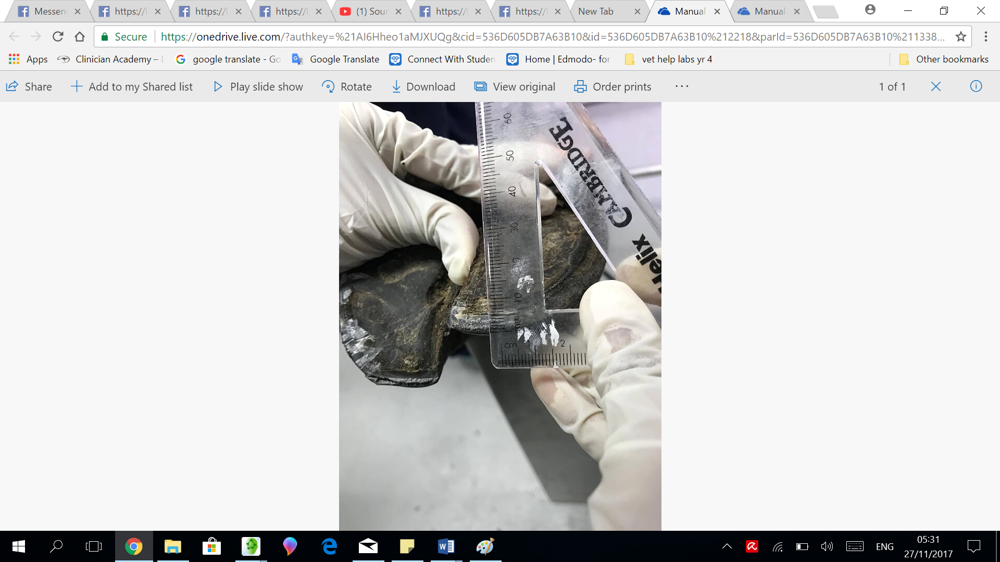 Messen
https://l
https://l
https://l
(1) Sour
https://l
https://l
New Tab
Manual
Manual
Secure
https://onedrive.live.com/?authkey=%21AI6Hheo1aMJXUQg&cid=536D605DB7A63B10&id=536D605DB7A63B10%212218&parId=536D605DB7A63B10%211338...
Apps
Clinician Academy –
google translate - Go
Google Translate
Connect With Studen
Home | Edmodo- for
vet help labs yr 4
Other bookmarks
Share
Add to my Shared list
Play slide show
Rotate
Download
View original
Order prints
...
1 of 1
60
50
40
30
10
mm
cm 1 2
Helix CAMBRIDGE
ENG
05:31
27/11/2017